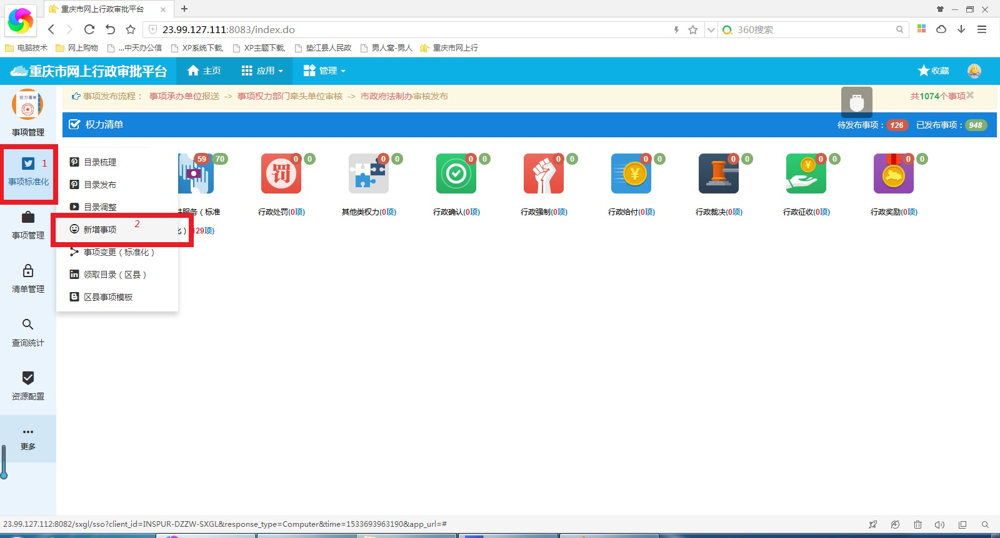 重庆市网上行政审批平台
23.99.127.111:8083/index.do
360搜索
电脑技术 网上购物 ...中天办公信 XP系统下载, XP主题下载, 垫江县人民政 男人窝-男人 重庆市网上行
重庆市网上行政审批平台 主页 应用 管理 收藏
权力清单
事项发布流程： 事项承办单位报送 -> 事项权力部门牵头单位审核 -> 市政府法制办审核发布 共1074个事项
事项管理
权力清单 待发布事项：126 已发布事项：948
1
事项标准化
事项管理
清单管理
查询统计
资源配置
更多
目录梳理
目录发布
目录调整
新增事项 2
事项变更（标准化）
领取目录（区县）
区县事项模板
59 70 0 0 0 0 0 0 0 0 0 0 0 0 0 0 0 0
罚
服务（标准 行政处罚(0项) 其他类权力(0项) 行政确认(0项) 行政强制(0项) 行政给付(0项) 行政裁决(0项) 行政征收(0项) 行政奖励(0项)
）129项)
23.99.127.112:8082/sxgl/sso?client_id=INSPUR-DZZW-SXGL&response_type=Computer&time=1533693963190&app_url=#